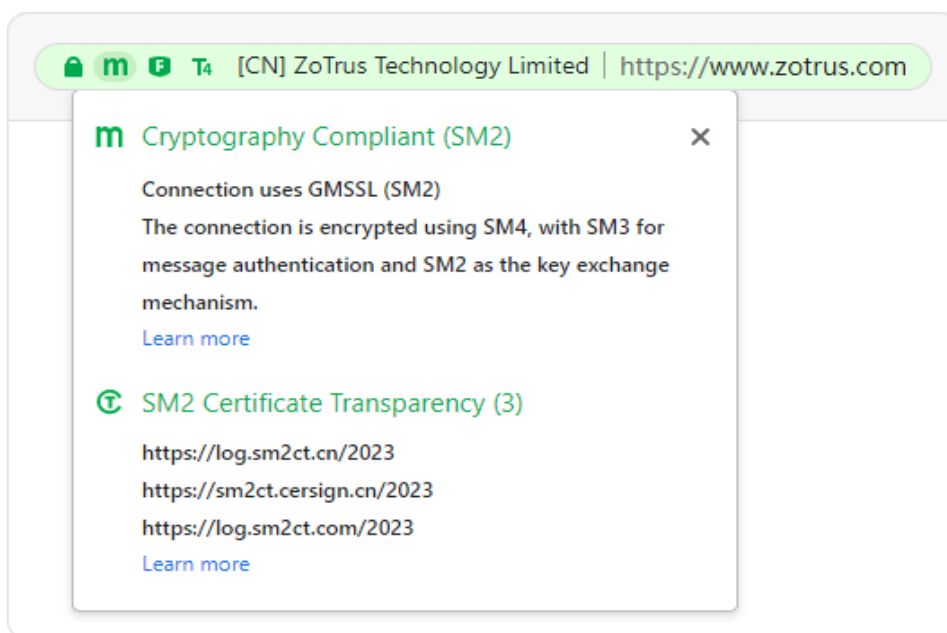 m T4 [CN] ZoTrus Technology Limited | https://www.zotrus.com
m Cryptography Compliant (SM2)
Connection uses GMSSL (SM2)
The connection is encrypted using SM4, with SM3 for
message authentication and SM2 as the key exchange
mechanism.
Learn more
SM2 Certificate Transparency (3)
https://log.sm2ct.cn/2023
https://sm2ct.cersign.cn/2023
https://log.sm2ct.com/2023
Learn more